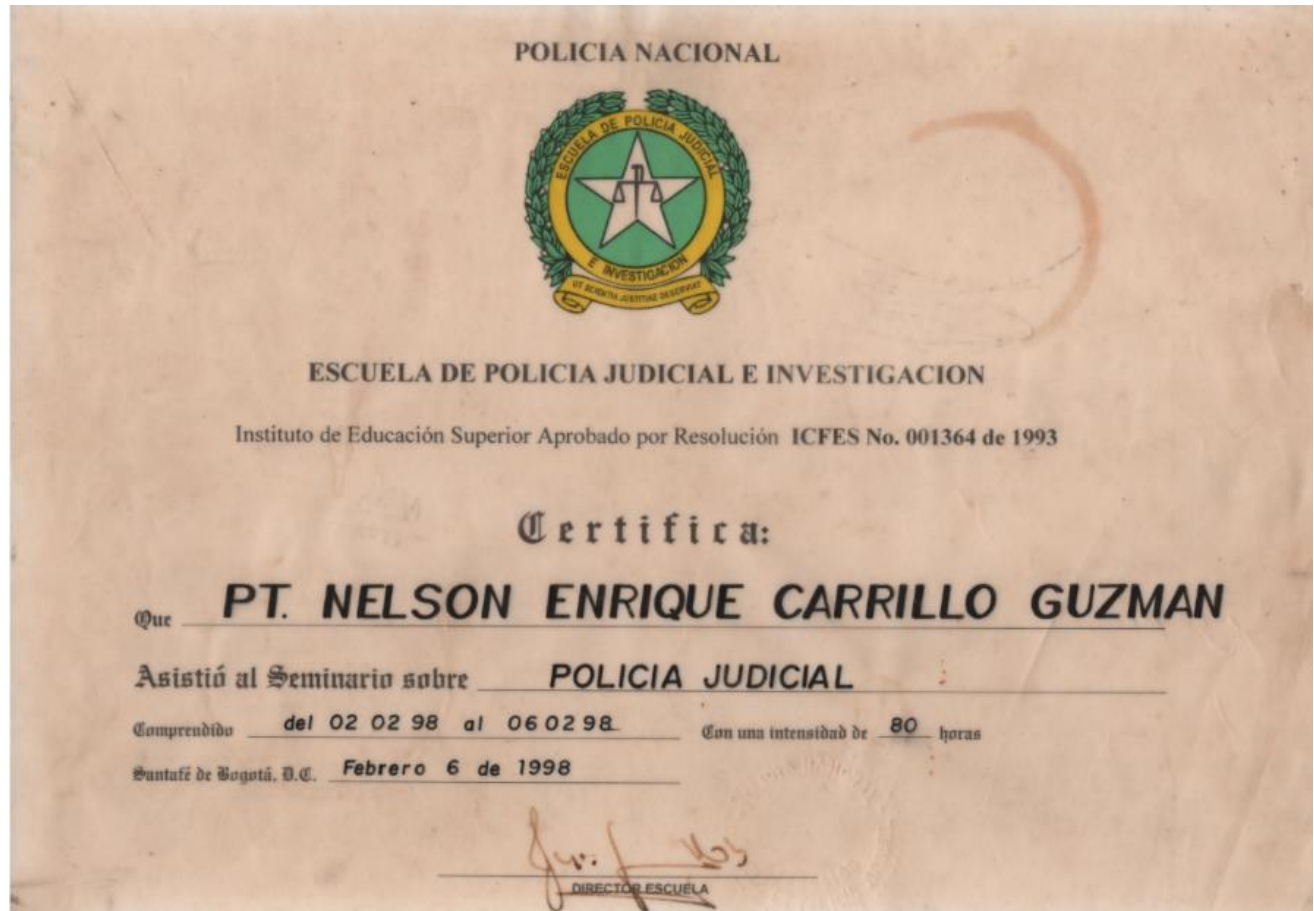 POLICIA NACIONAL
ESCUELA DE POLICIA JUDICIAL
E INVESTIGACION
ESCUELA DE POLICIA JUDICIAL E INVESTIGACION
Instituto de Educación Superior Aprobado por Resolución ICFES No. 001364 de 1993
Certifica:
Que PT. NELSON ENRIQUE CARRILLO GUZMAN
Asistió al Seminario sobre POLICIA JUDICIAL
Comprendido del 02 02 98 al 06 02 98 Con una intensidad de 80 horas
Santafé de Bogotá, D.C. Febrero 6 de 1998
DIRECTOR ESCUELA